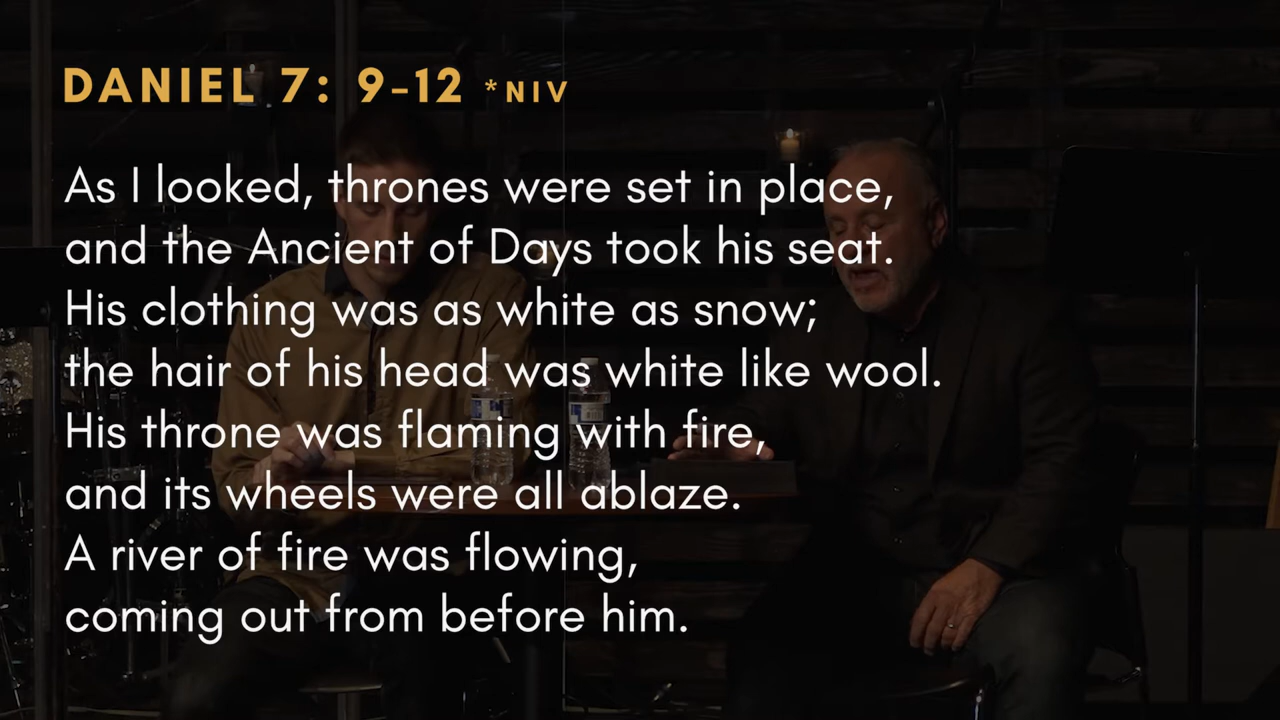 DANIEL 7: 9-12 *NIV
As I looked, thrones were set in place,
and the Ancient of Days took his seat.
His clothing was as white as snow;
the hair of his head was white like wool.
His throne was flaming with fire,
and its wheels were all ablaze.
A river of fire was flowing,
coming out from before him.